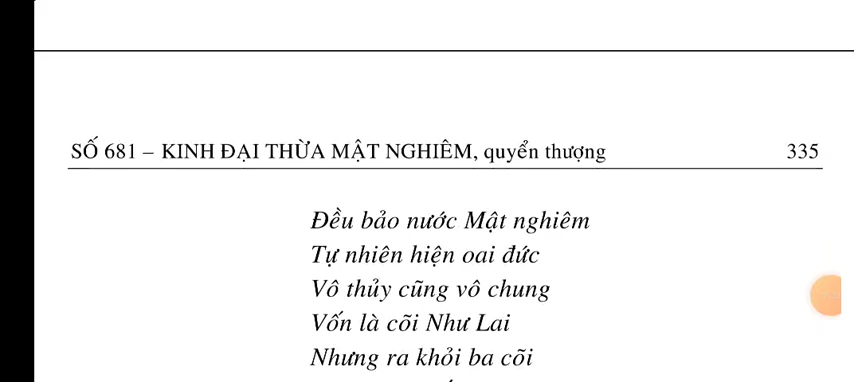 SỐ 681 – KINH ĐẠI THỪA MẬT NGHIÊM, quyển thượng 335
Đều bảo nước Mật nghiêm
Tự nhiên hiện oai đức
Vô thủy cũng vô chung
Vốn là cõi Như Lai
Nhưng ra khỏi ba cõi